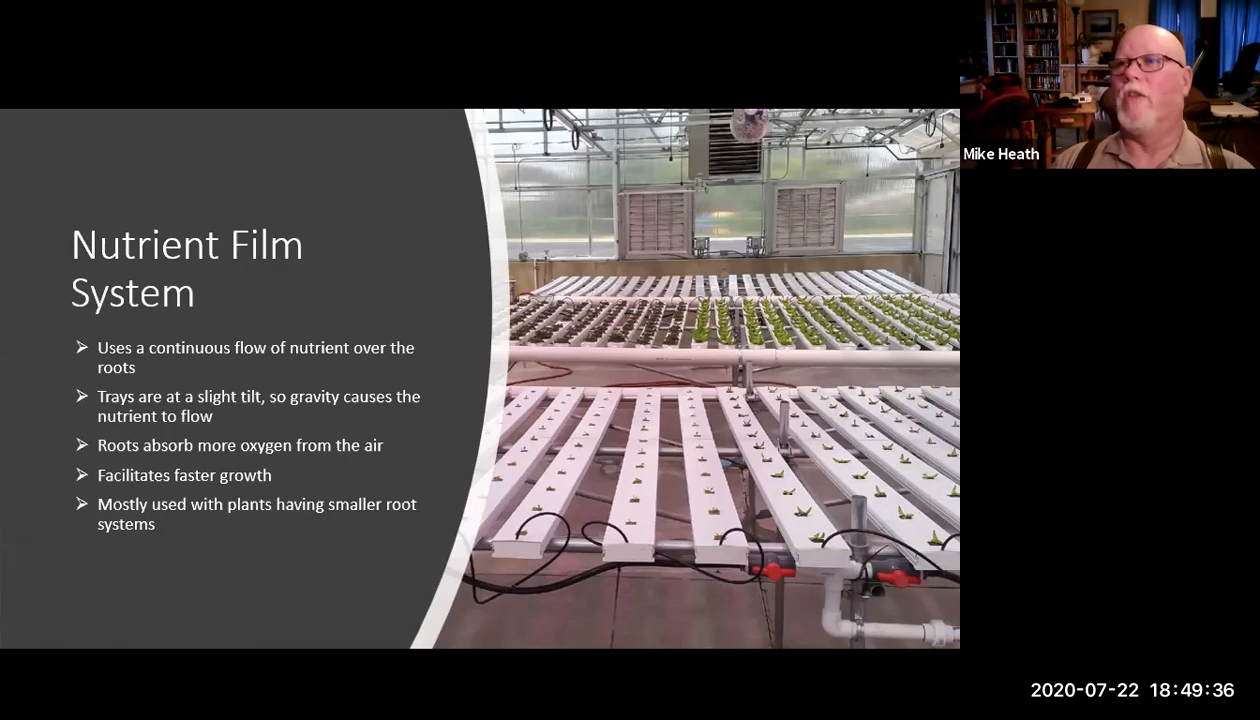 Nutrient Film
System
➢ Uses a continuous flow of nutrient over the
roots
➢ Trays are at a slight tilt, so gravity causes the
nutrient to flow
➢ Roots absorb more oxygen from the air
➢ Facilitates faster growth
➢ Mostly used with plants having smaller root
systems
Mike Heath
2020-07-22 18:49:36